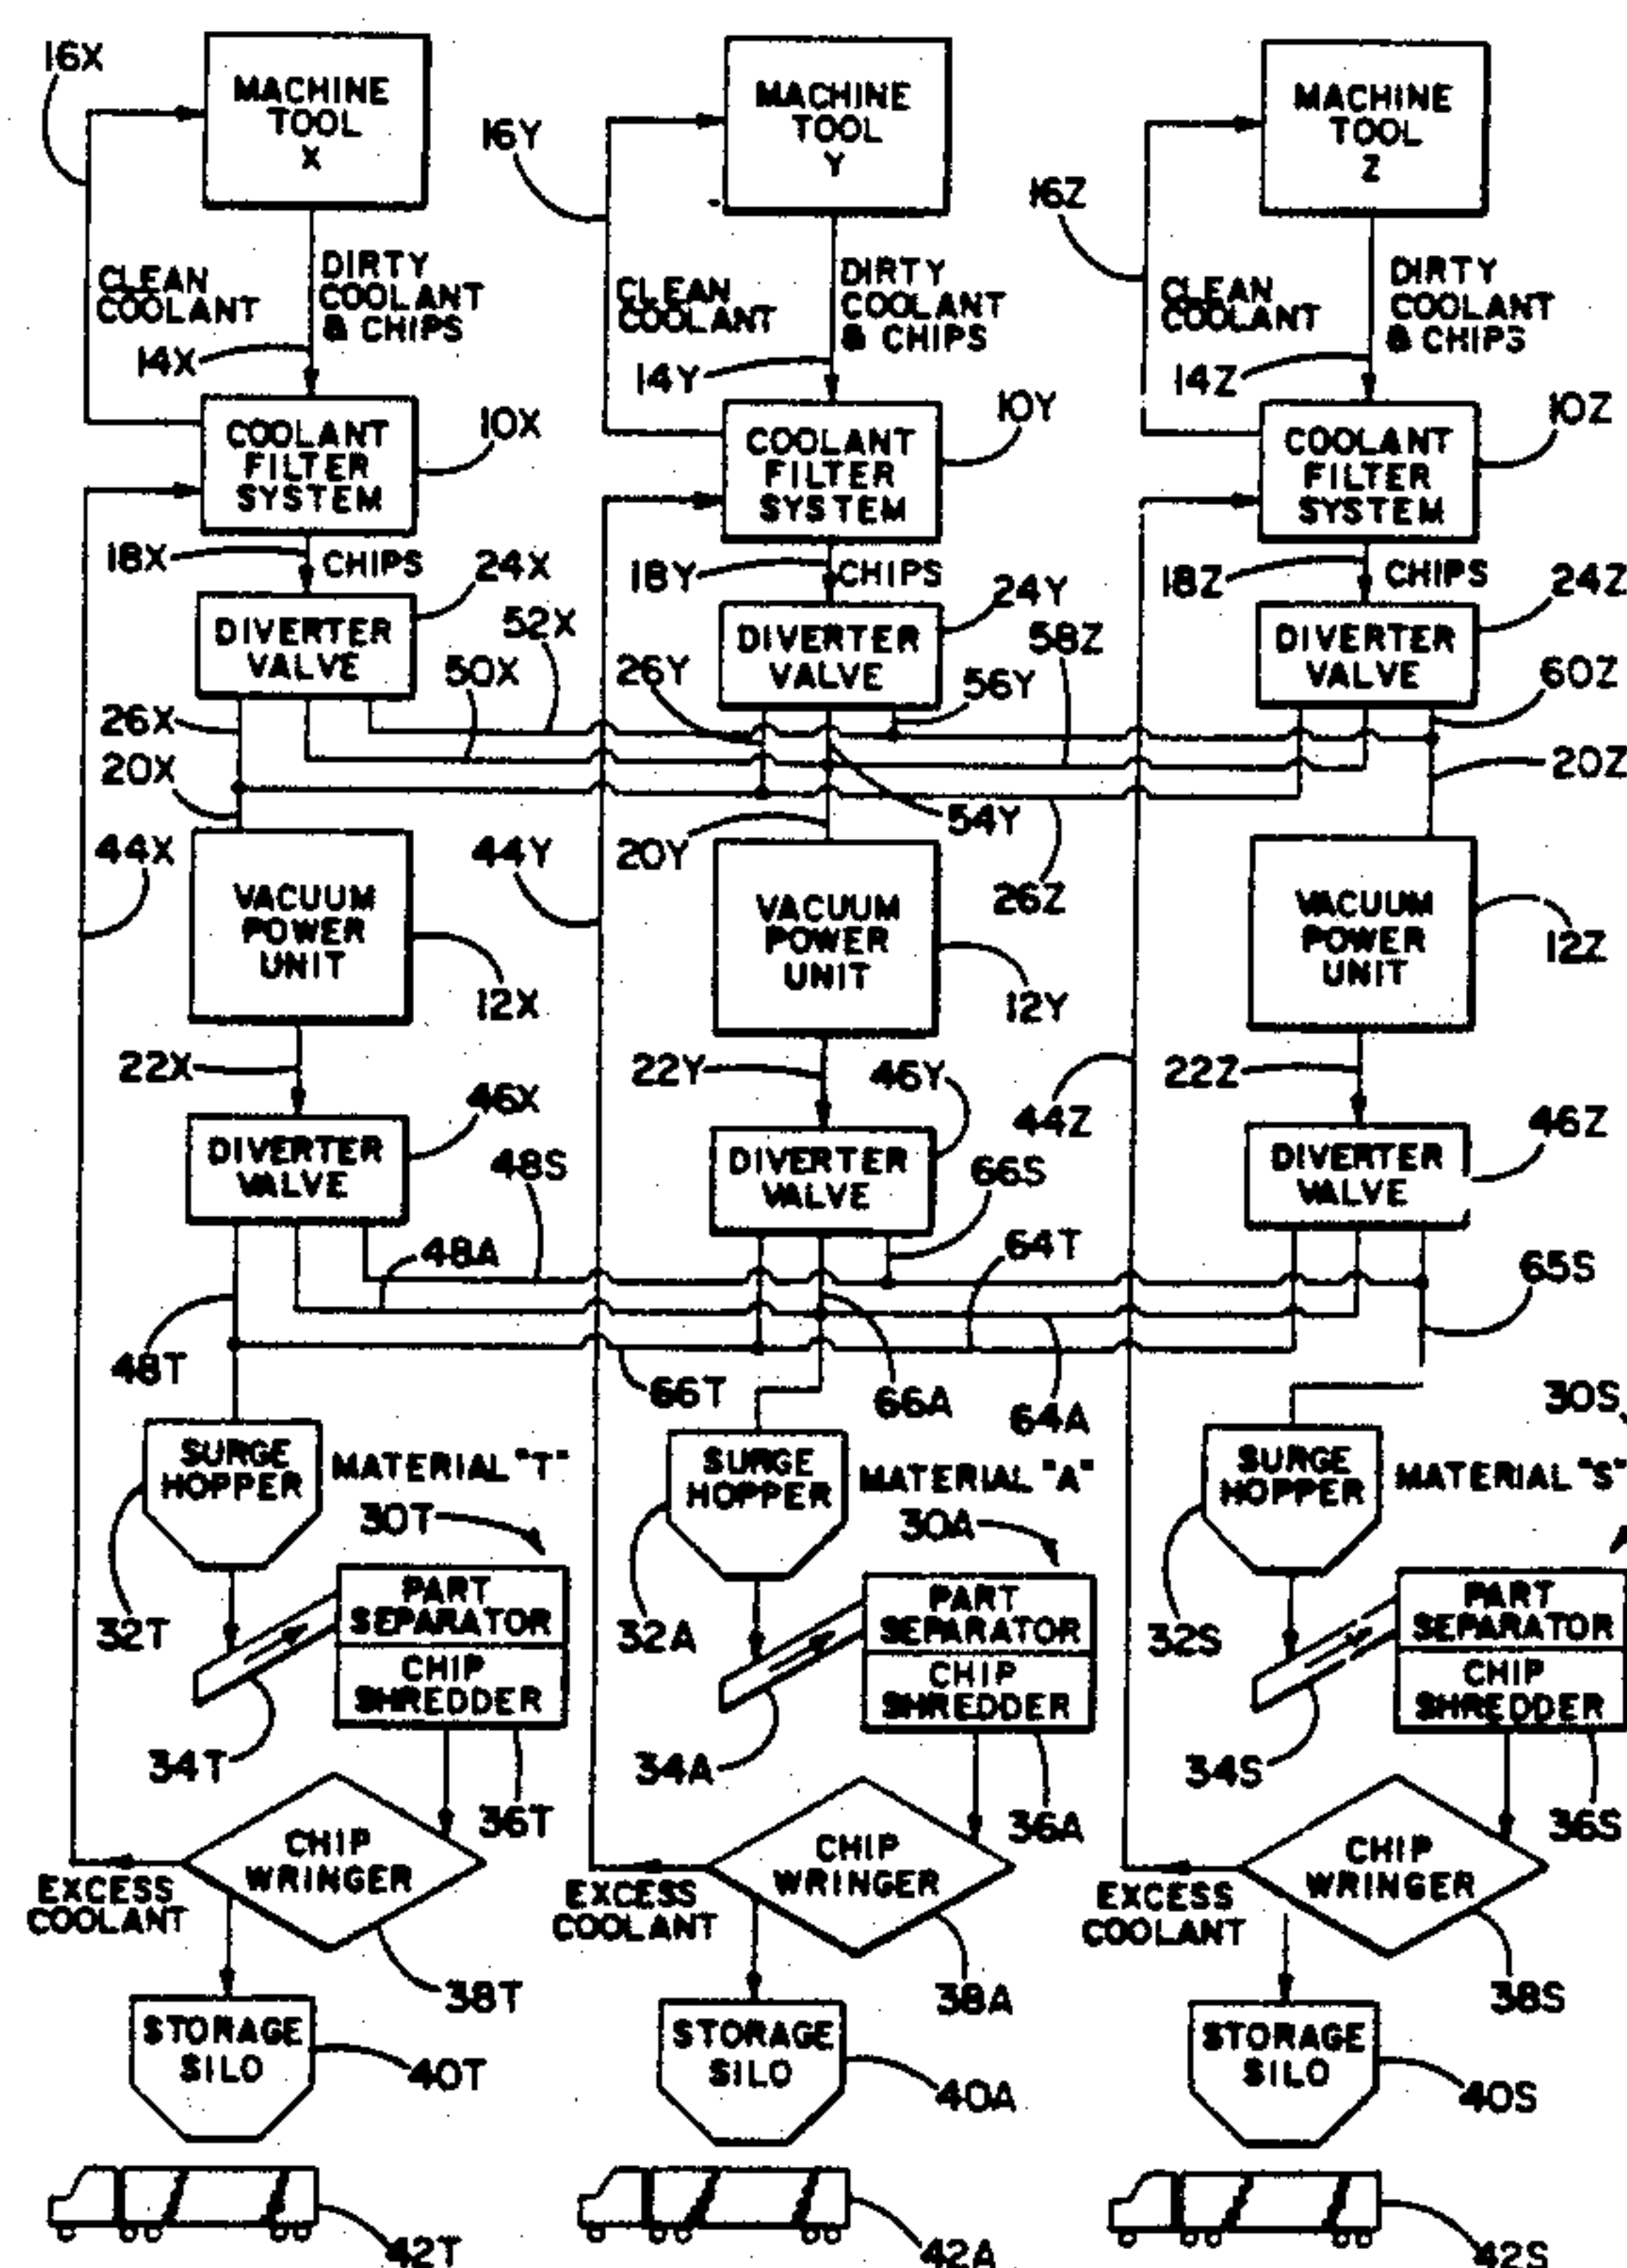 16X
MACHINE
TOOL
X
16Y
MACHINE
TOOL
Y
16Z
MACHINE
TOOL
Z
CLEAN
COOLANT
DIRTY
COOLANT
& CHIPS
14X
CLEAN
COOLANT
DIRTY
COOLANT
& CHIPS
14Y
CLEAN
COOLANT
DIRTY
COOLANT
& CHIPS
14Z
COOLANT
FILTER
SYSTEM
10X
COOLANT
FILTER
SYSTEM
10Y
COOLANT
FILTER
SYSTEM
10Z
18X
CHIPS
24X
18Y
CHIPS
24Y
18Z
CHIPS
24Z
DIVERTER
VALVE
52X
50X
26Y
DIVERTER
VALVE
58Z
56Y
DIVERTER
VALVE
60Z
26X
20X
20Z
44X
44Y
20Y
54Y
26Z
VACUUM
POWER
UNIT
12X
VACUUM
POWER
UNIT
12Y
VACUUM
POWER
UNIT
12Z
22X
46X
22Y
46Y
44Z
22Z
46Z
DIVERTER
VALVE
48S
48A
DIVERTER
VALVE
66S
64T
DIVERTER
VALVE
65S
48T
66T
66A
64A
30S
SURGE
HOPPER
MATERIAL "T"
30T
SURGE
HOPPER
MATERIAL "A"
30A
SURGE
HOPPER
MATERIAL "S"
32T
PART
SEPARATOR
CHIP
SHREDDER
32A
PART
SEPARATOR
CHIP
SHREDDER
32S
PART
SEPARATOR
CHIP
SHREDDER
34T
36T
34A
36A
34S
36S
CHIP
WRINGER
EXCESS
COOLANT
38T
CHIP
WRINGER
EXCESS
COOLANT
38A
CHIP
WRINGER
EXCESS
COOLANT
38S
STORAGE
SILO
40T
STORAGE
SILO
40A
STORAGE
SILO
40S
42T
42A
42S